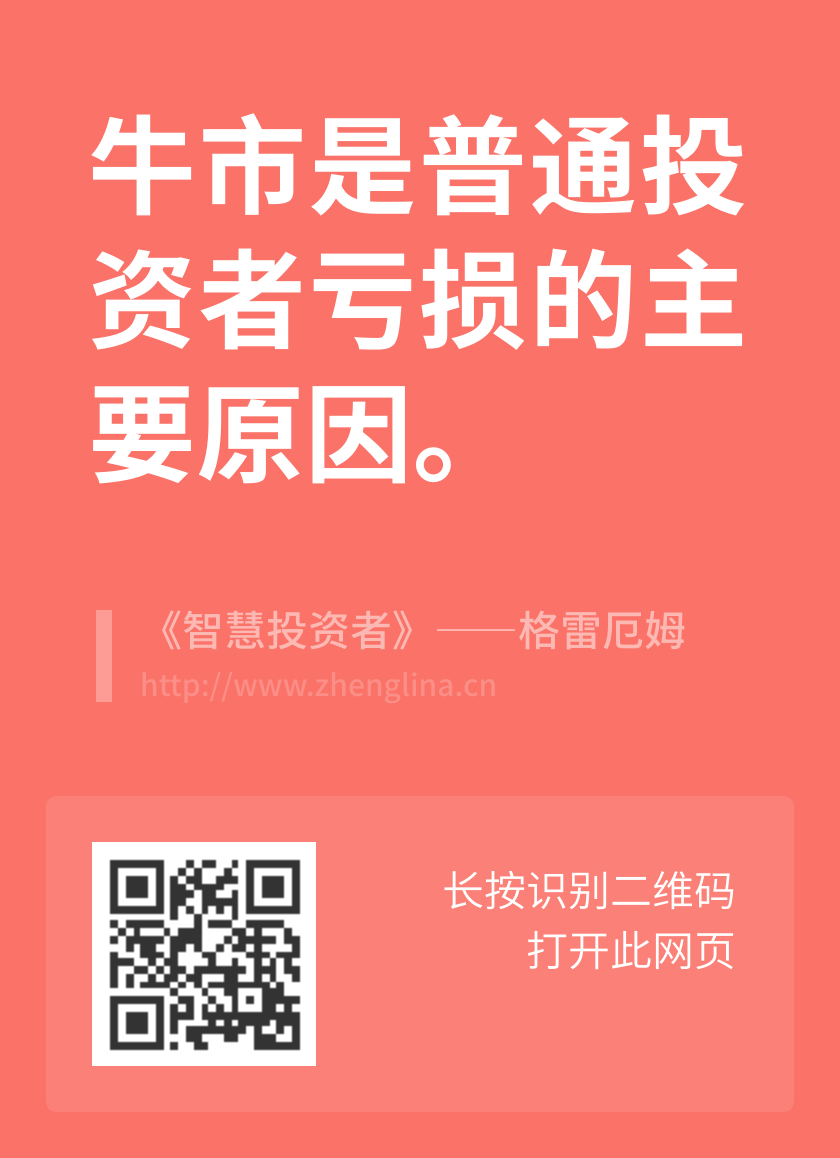 牛市是普通投
资者亏损的主
要原因。
《智慧投资者》——格雷厄姆
http://www.zhenglina.cn
长按识别二维码
打开此网页